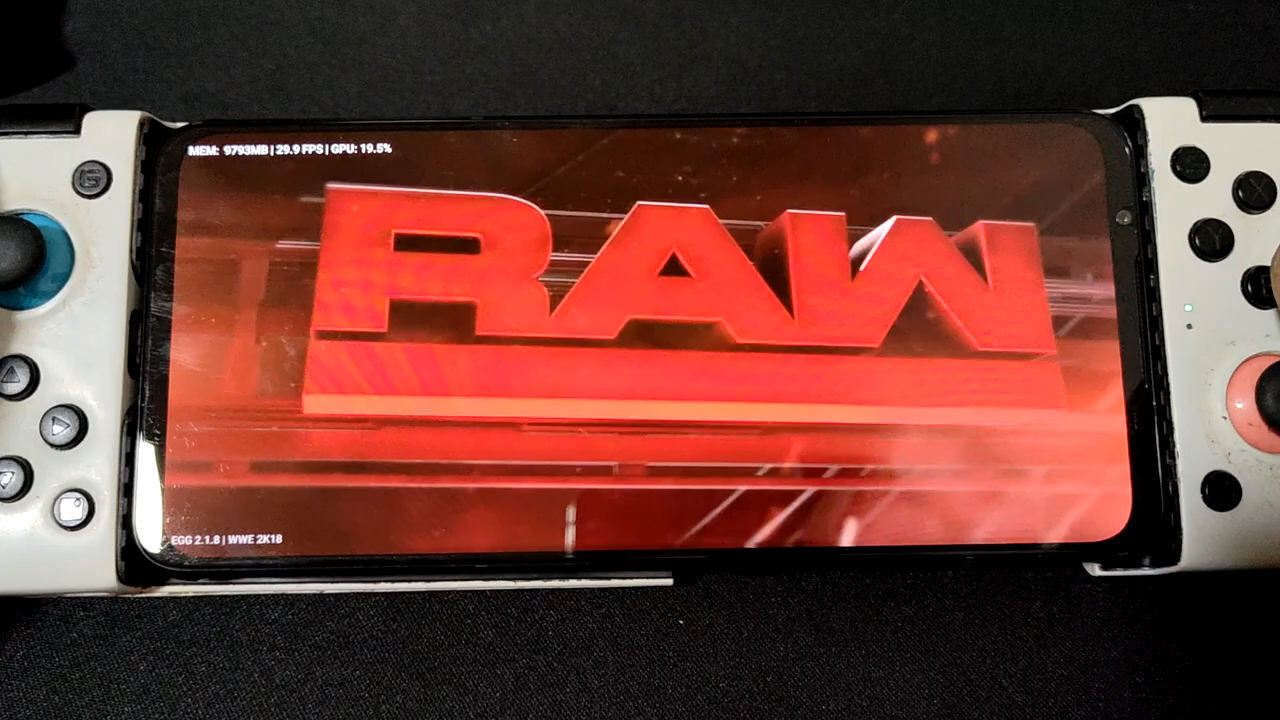 MEM: 9793MB | 29.9 FPS | GPU: 19.5%
RAW
EGG 2.1.8 | WWE 2K18
G
X
Y